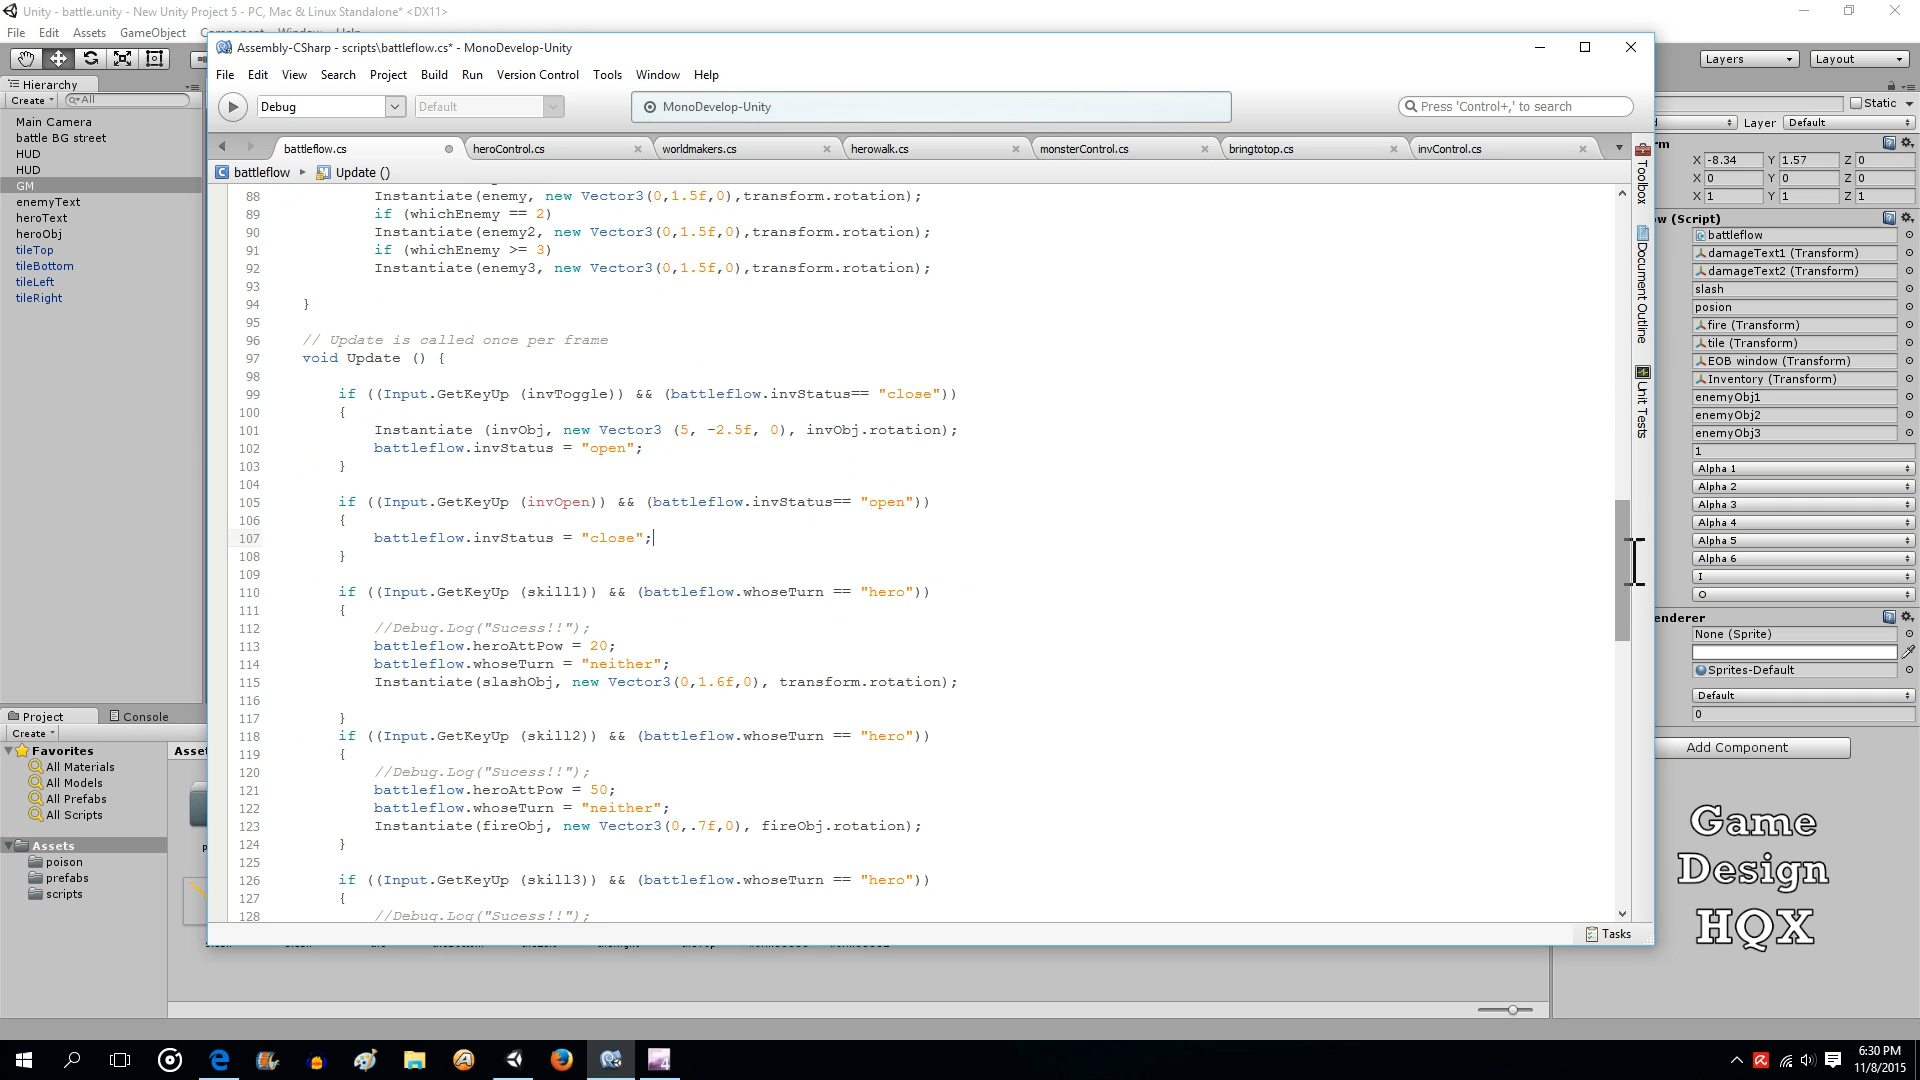 Unity - battle.unity - New Unity Project 5 - PC, Mac & Linux Standalone* <DX11>
File Edit Assets GameObject Component Window Help
Assembly-CSharp - scripts\battleflow.cs* - MonoDevelop-Unity
File Edit View Search Project Build Run Version Control Tools Window Help
Debug Default MonoDevelop-Unity Press 'Control+,' to search
battleflow.cs heroControl.cs worldmakers.cs herowalk.cs monsterControl.cs bringtotop.cs invControl.cs
battleflow Update ()
88 Instantiate(enemy, new Vector3(0,1.5f,0),transform.rotation);
89 if (whichEnemy == 2)
90 Instantiate(enemy2, new Vector3(0,1.5f,0),transform.rotation);
91 if (whichEnemy >= 3)
92 Instantiate(enemy3, new Vector3(0,1.5f,0),transform.rotation);
93
94 }
95
96 // Update is called once per frame
97 void Update () {
98
99 if ((Input.GetKeyUp (invToggle)) && (battleflow.invStatus== "close"))
100 {
101 Instantiate (invObj, new Vector3 (5, -2.5f, 0), invObj.rotation);
102 battleflow.invStatus = "open";
103 }
104
105 if ((Input.GetKeyUp (invOpen)) && (battleflow.invStatus== "open"))
106 {
107 battleflow.invStatus = "close";
108 }
109
110 if ((Input.GetKeyUp (skill1)) && (battleflow.whoseTurn == "hero"))
111 {
112 //Debug.Log("Sucess!!");
113 battleflow.heroAttPow = 20;
114 battleflow.whoseTurn = "neither";
115 Instantiate(slashObj, new Vector3(0,1.6f,0), transform.rotation);
116
117 }
118 if ((Input.GetKeyUp (skill2)) && (battleflow.whoseTurn == "hero"))
119 {
120 //Debug.Log("Sucess!!");
121 battleflow.heroAttPow = 50;
122 battleflow.whoseTurn = "neither";
123 Instantiate(fireObj, new Vector3(0,.7f,0), fireObj.rotation);
124 }
125
126 if ((Input.GetKeyUp (skill3)) && (battleflow.whoseTurn == "hero"))
127 {
128 //Debug.Log("Sucess!!");
Tasks
Toolbox
Document Outline
Unit Tests
Hierarchy
Create All
Main Camera
battle BG street
HUD
HUD
GM
enemyText
heroText
heroObj
tileTop
tileBottom
tileLeft
tileRight
Project Console
Create
Favorites
All Materials
All Models
All Prefabs
All Scripts
Assets
poison
prefabs
scripts
Layers Layout
Static
Layer Default
X -8.34 Y 1.57 Z 0
X 0 Y 0 Z 0
X 1 Y 1 Z 1
(Script)
battleflow
damageText1 (Transform)
damageText2 (Transform)
slash
posion
fire (Transform)
tile (Transform)
EOB window (Transform)
Inventory (Transform)
enemyObj1
enemyObj2
enemyObj3
1
Alpha 1
Alpha 2
Alpha 3
Alpha 4
Alpha 5
Alpha 6
I
O
enderer
None (Sprite)
Sprites-Default
Default
0
Add Component
Game
Design
HQX
6:30 PM
11/8/2015